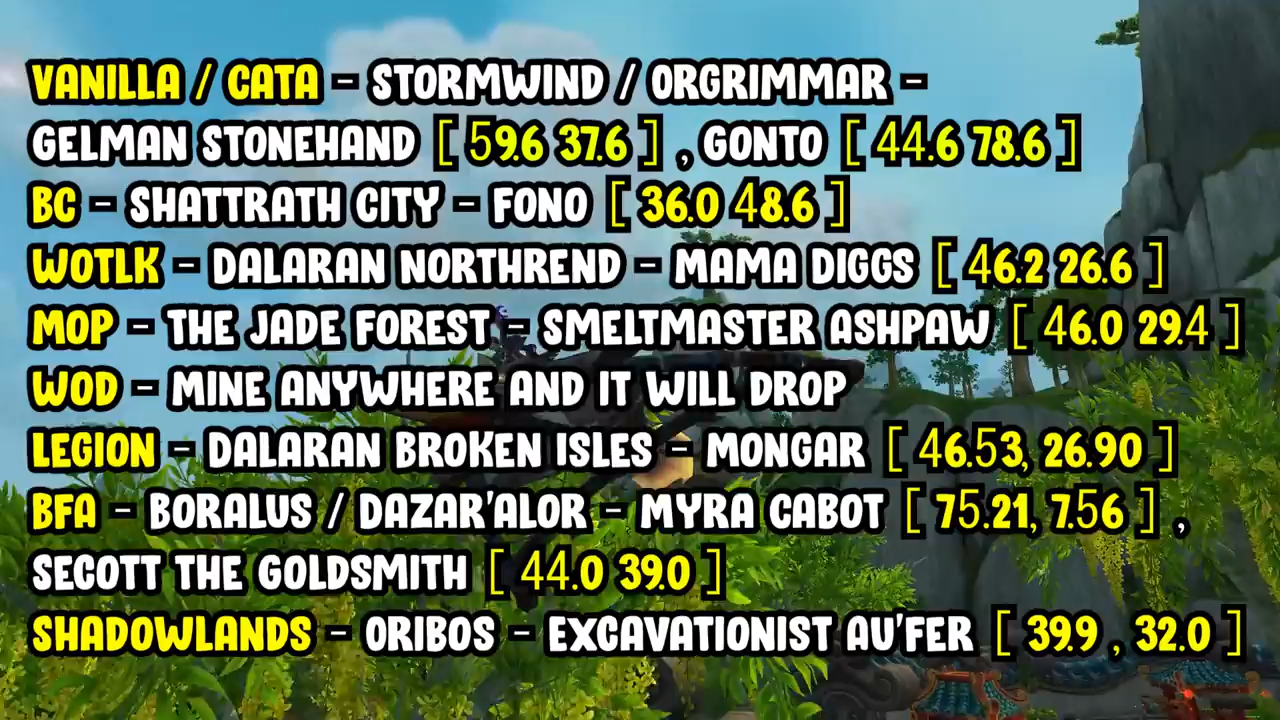 VANILLA / CATA - STORMWIND / ORGRIMMAR -
GELMAN STONEHAND [ 59.6 37.6 ] , GONTO [ 44.6 78.6 ]
BC - SHATTRATH CITY - FONO [ 36.0 48.6 ]
WOTLK - DALARAN NORTHREND - MAMA DIGGS [ 46.2 26.6 ]
MOP - THE JADE FOREST - SMELTMASTER ASHPAW [ 46.0 29.4 ]
WOD - MINE ANYWHERE AND IT WILL DROP
LEGION - DALARAN BROKEN ISLES - MONGAR [ 46.53, 26.90 ]
BFA - BORALUS / DAZAR'ALOR - MYRA CABOT [ 75.21, 7.56 ] ,
SECOTT THE GOLDSMITH [ 44.0 39.0 ]
SHADOWLANDS - ORIBOS - EXCAVATIONIST AU'FER [ 39.9 , 32.0 ]